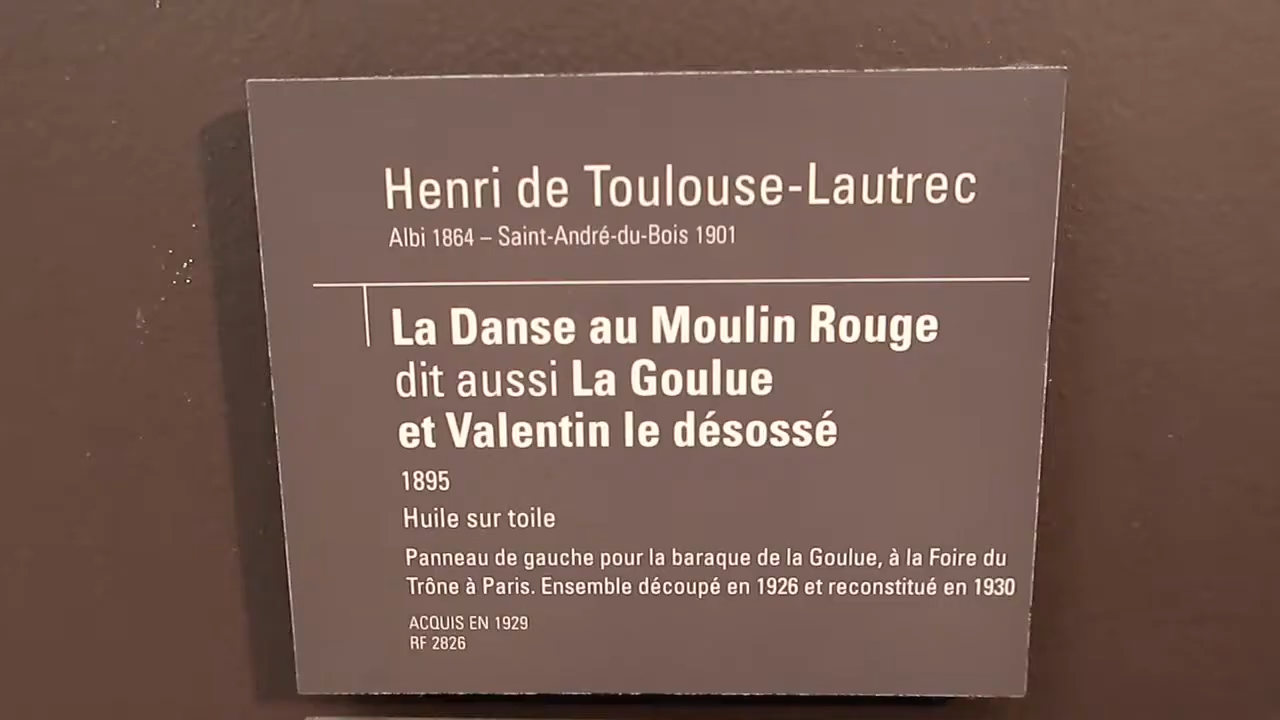 Henri de Toulouse-Lautrec
Albi 1864 – Saint-André-du-Bois 1901
La Danse au Moulin Rouge
dit aussi La Goulue
et Valentin le désossé
1895
Huile sur toile
Panneau de gauche pour la baraque de la Goulue, à la Foire du
Trône à Paris. Ensemble découpé en 1926 et reconstitué en 1930
ACQUIS EN 1929
RF 2826